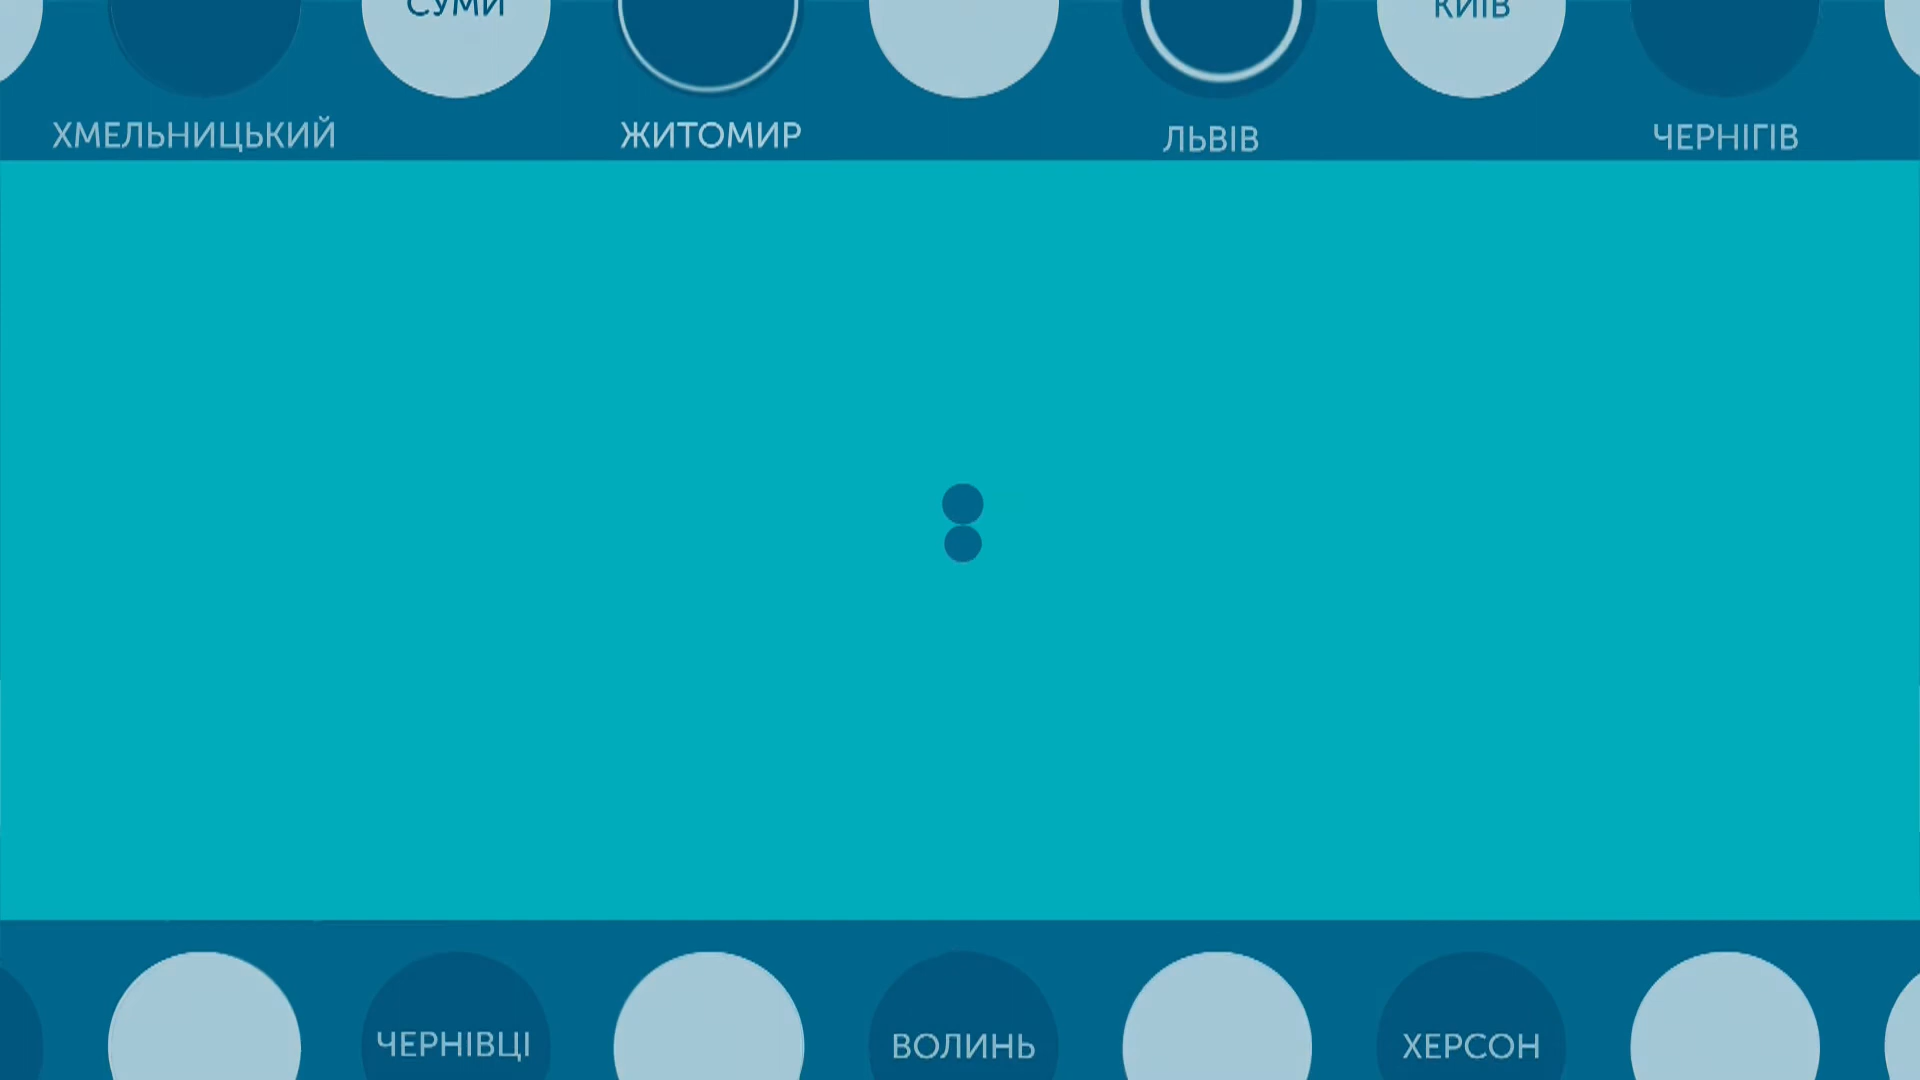 СУМИ
КИЇВ
ХМЕЛЬНИЦЬКИЙ
ЖИТОМИР
ЛЬВІВ
ЧЕРНІГІВ
ЧЕРНІВЦІ
ВОЛИНЬ
ХЕРСОН